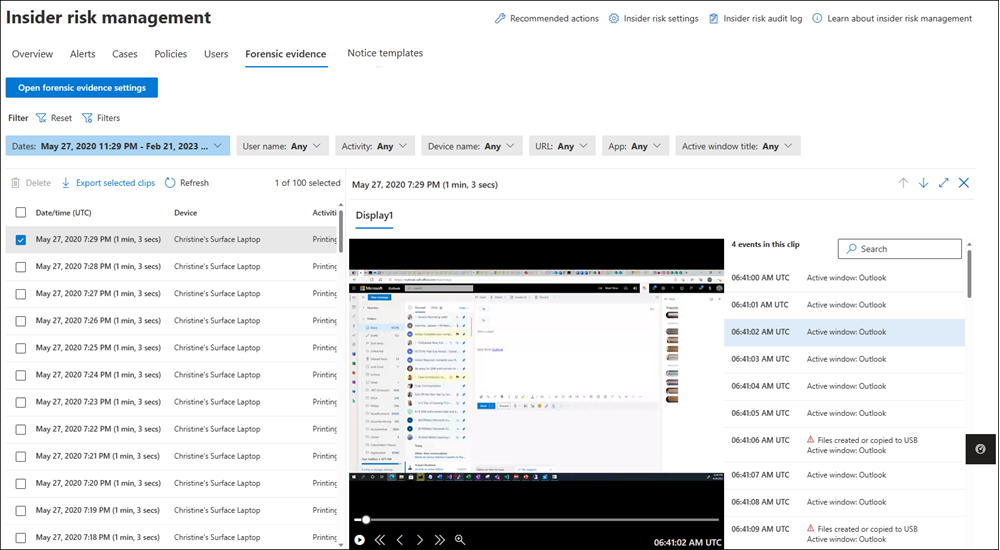 Insider risk management
Recommended actions
Insider risk settings
Insider risk audit log
Learn about insider risk management
Overview
Alerts
Cases
Policies
Users
Forensic evidence
Notice templates
Open forensic evidence settings
Filter
Reset
Filters
Dates: May 27, 2020 11:29 PM - Feb 21, 2023 ...
User name: Any
Activity: Any
Device name: Any
URL: Any
App: Any
Active window title: Any
Delete
Export selected clips
Refresh
1 of 100 selected
Date/time (UTC) Device Activiti
May 27, 2020 7:29 PM (1 min, 3 secs) Christine's Surface Laptop Printing
May 27, 2020 7:28 PM (1 min, 3 secs) Christine's Surface Laptop Printing
May 27, 2020 7:27 PM (1 min, 3 secs) Christine's Surface Laptop Printing
May 27, 2020 7:26 PM (1 min, 3 secs) Christine's Surface Laptop Printing
May 27, 2020 7:25 PM (1 min, 3 secs) Christine's Surface Laptop Printing
May 27, 2020 7:24 PM (1 min, 3 secs) Christine's Surface Laptop Printing
May 27, 2020 7:23 PM (1 min, 3 secs) Christine's Surface Laptop Printing
May 27, 2020 7:22 PM (1 min, 3 secs) Christine's Surface Laptop Printing
May 27, 2020 7:21 PM (1 min, 3 secs) Christine's Surface Laptop Printing
May 27, 2020 7:20 PM (1 min, 3 secs) Christine's Surface Laptop Printing
May 27, 2020 7:19 PM (1 min, 3 secs) Christine's Surface Laptop Printing
May 27, 2020 7:18 PM (1 min, 3 secs) Christine's Surface Laptop Printing
May 27, 2020 7:29 PM (1 min, 3 secs)
Display1
Outlook
New message
Send
06:41:02 AM UTC
4 events in this clip
Search
06:41:00 AM UTC Active window: Outlook
06:41:01 AM UTC Active window: Outlook
06:41:02 AM UTC Active window: Outlook
06:41:03 AM UTC Active window: Outlook
06:41:04 AM UTC Active window: Outlook
06:41:05 AM UTC Active window: Outlook
06:41:06 AM UTC Files created or copied to USB
06:41:07 AM UTC Active window: Outlook
06:41:08 AM UTC Active window: Outlook
06:41:09 AM UTC Files created or copied to USB